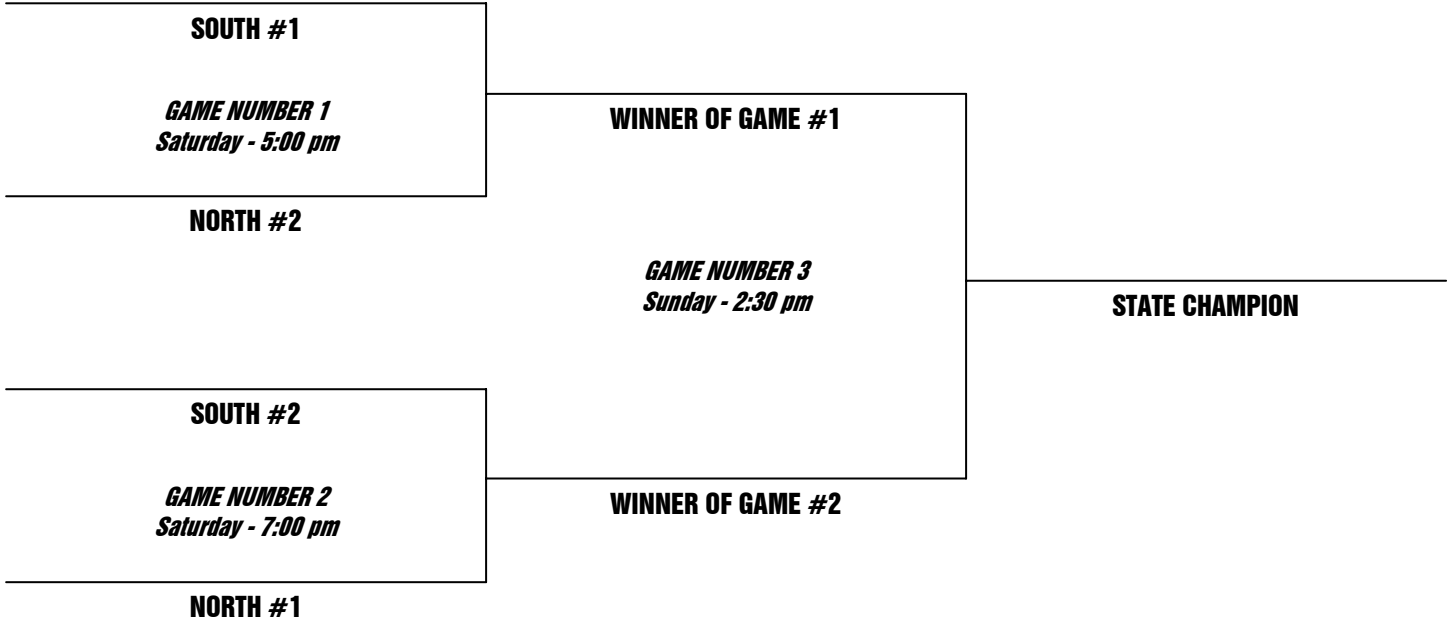 SOUTH #1
GAME NUMBER 1
Saturday - 5:00 pm
NORTH #2
WINNER OF GAME #1
GAME NUMBER 3
Sunday - 2:30 pm
STATE CHAMPION
SOUTH #2
GAME NUMBER 2
Saturday - 7:00 pm
NORTH #1
WINNER OF GAME #2